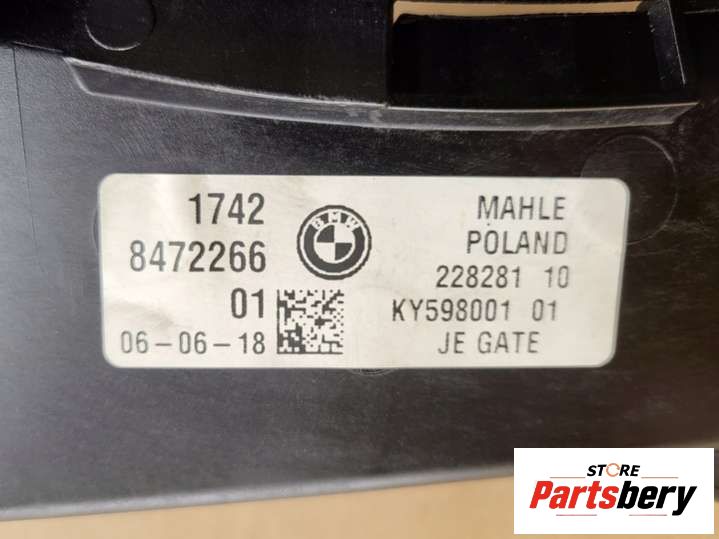 1742
8472266
01
06-06-18
BMW
MAHLE
POLAND
228281 10
KY598001 01
JE GATE
STORE
Partsbery